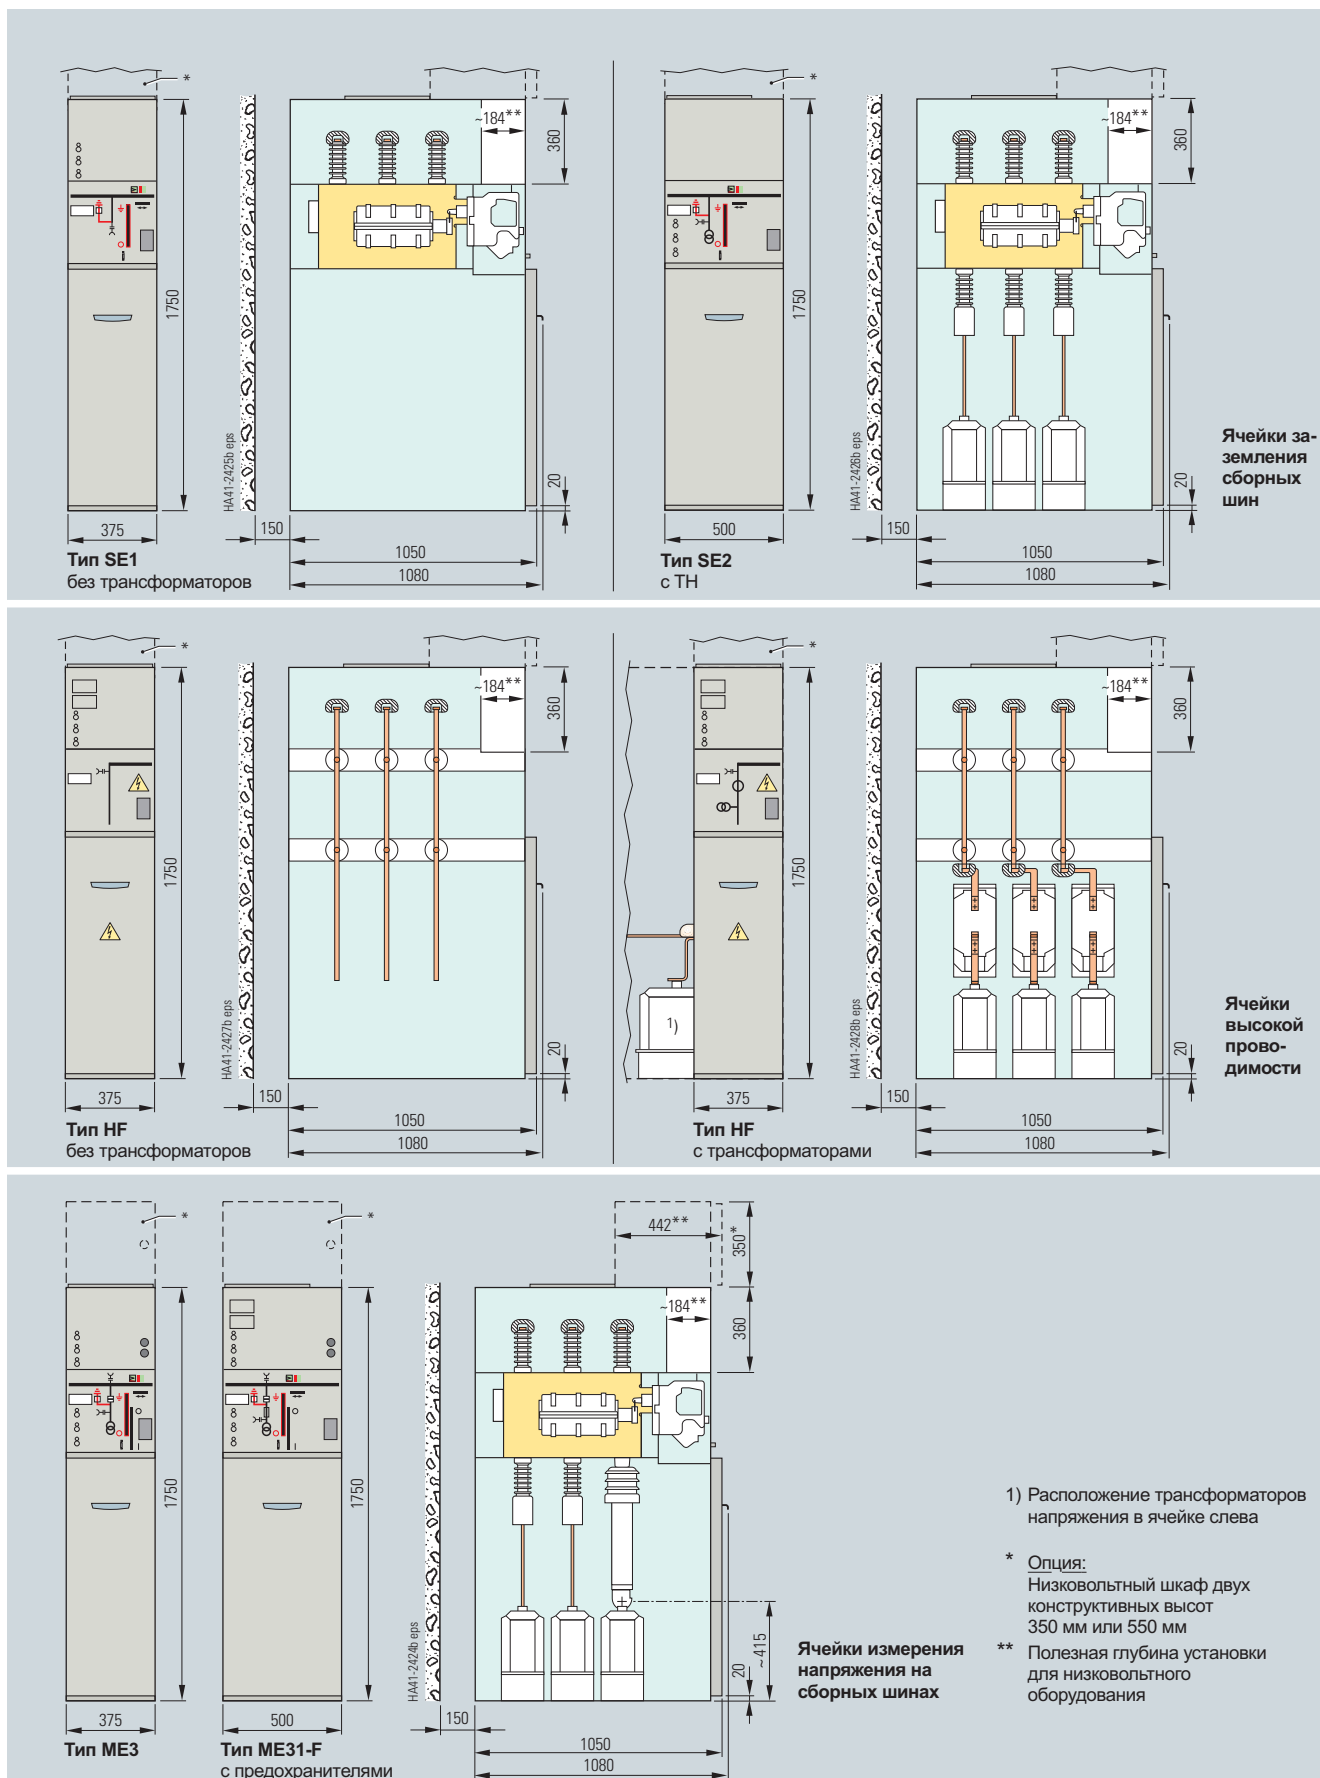 *
~184**
360
1750
HA41-2425b eps
20
375
150
1050
1080
Тип SE1
без трансформаторов
*
~184**
360
1750
HA41-2426b eps
20
500
150
1050
1080
Тип SE2
с ТН
Ячейки за-
земления
сборных
шин
*
~184**
360
1750
HA41-2427b eps
20
375
150
1050
1080
Тип HF
без трансформаторов
*
~184**
360
1750
1)
HA41-2428b eps
20
375
150
1050
1080
Тип HF
с трансформаторами
Ячейки
высокой
прово-
димости
*
*
442**
350*
~184**
360
1750
1750
HA41-2424b eps
~415
20
375
500
150
1050
1080
Тип ME3
Тип ME31-F
с предохранителями
Ячейки измерения
напряжения на
сборных шинах
1) Расположение трансформаторов
напряжения в ячейке слева
* Опция:
Низковольтный шкаф двух
конструктивных высот
350 мм или 550 мм
** Полезная глубина установки
для низковольтного
оборудования